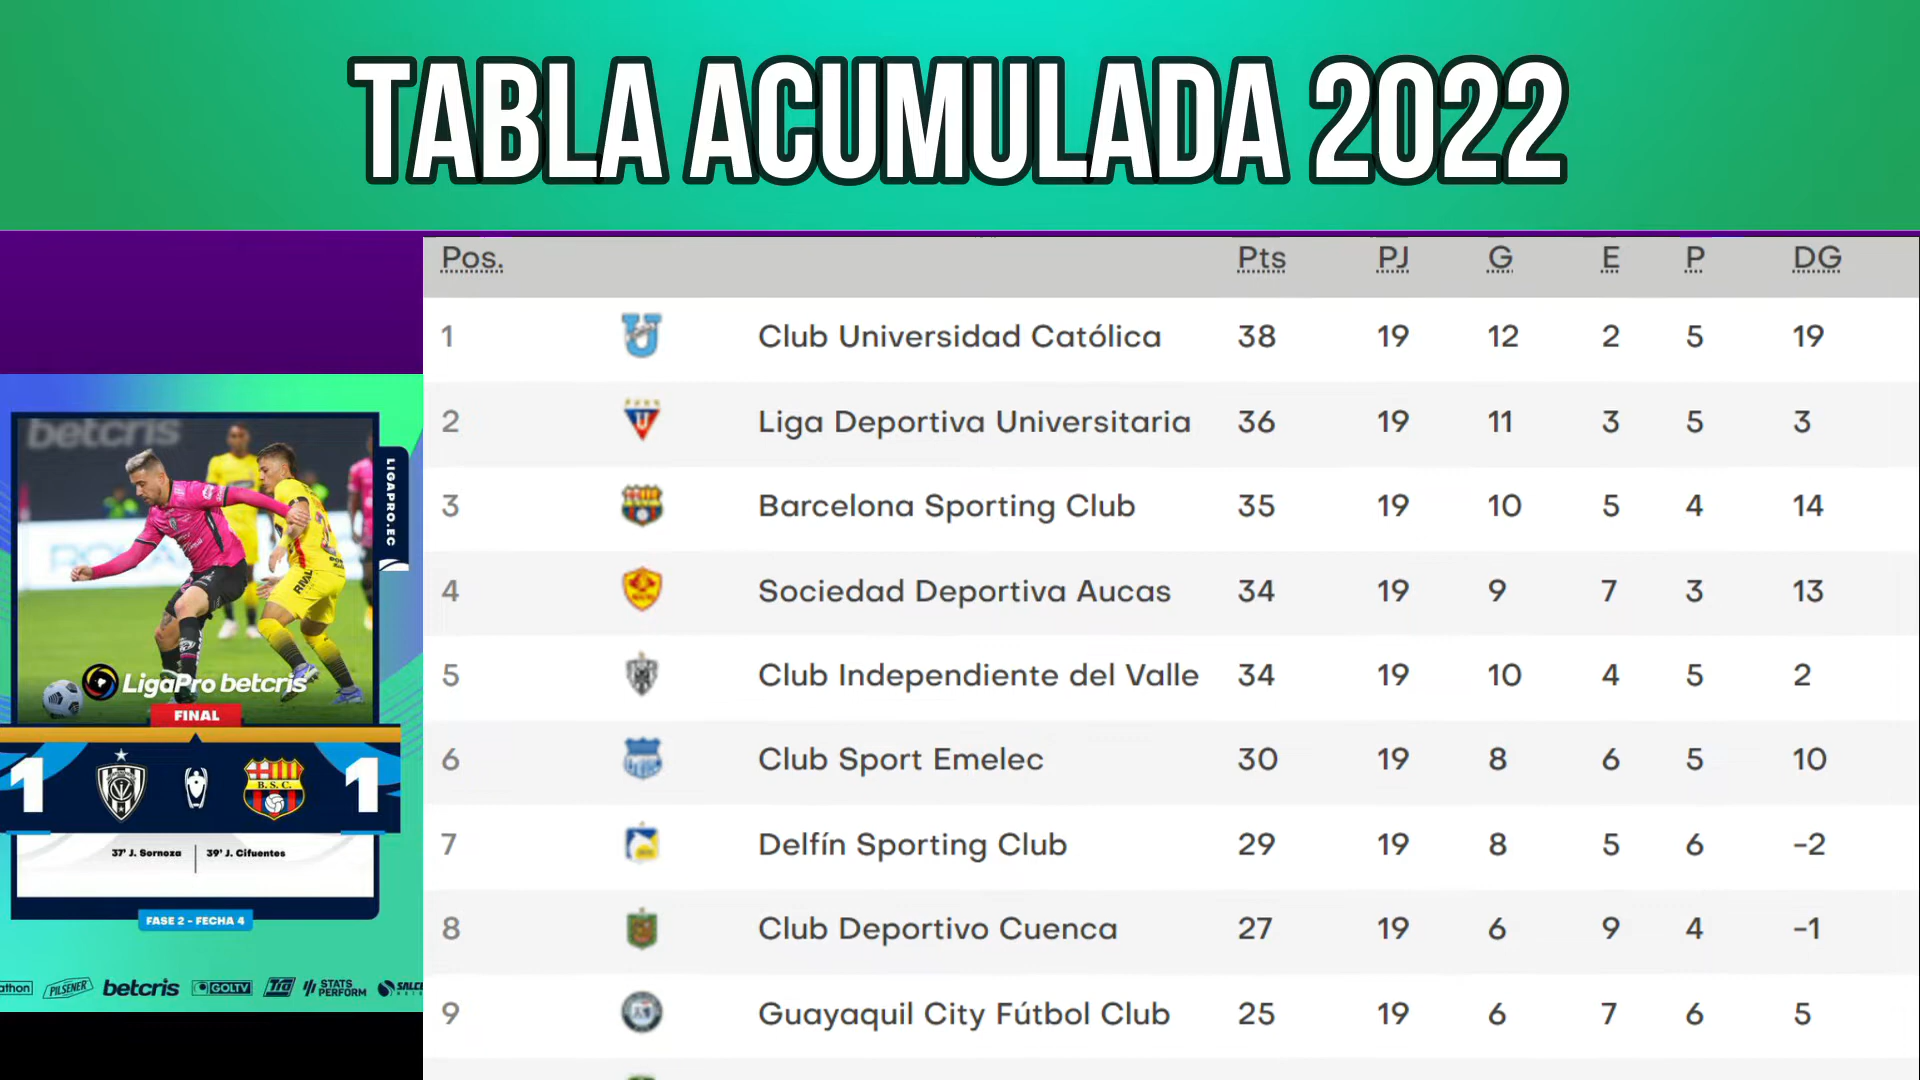 TABLA ACUMULADA 2022
Pos. Pts PJ G E P DG
1 Club Universidad Católica 38 19 12 2 5 19
2 Liga Deportiva Universitaria 36 19 11 3 5 3
3 Barcelona Sporting Club 35 19 10 5 4 14
4 Sociedad Deportiva Aucas 34 19 9 7 3 13
5 Club Independiente del Valle 34 19 10 4 5 2
6 Club Sport Emelec 30 19 8 6 5 10
7 Delfín Sporting Club 29 19 8 5 6 -2
8 Club Deportivo Cuenca 27 19 6 9 4 -1
9 Guayaquil City Fútbol Club 25 19 6 7 6 5
betcris
LIGAPRO.EC
RIVAL
LigaPro betcris
FINAL
1 B.S.C. 1
37' J. Sornoza 39' J. Cifuentes
FASE 2 - FECHA 4
PILSENER betcris GOLTV STATS PERFORM